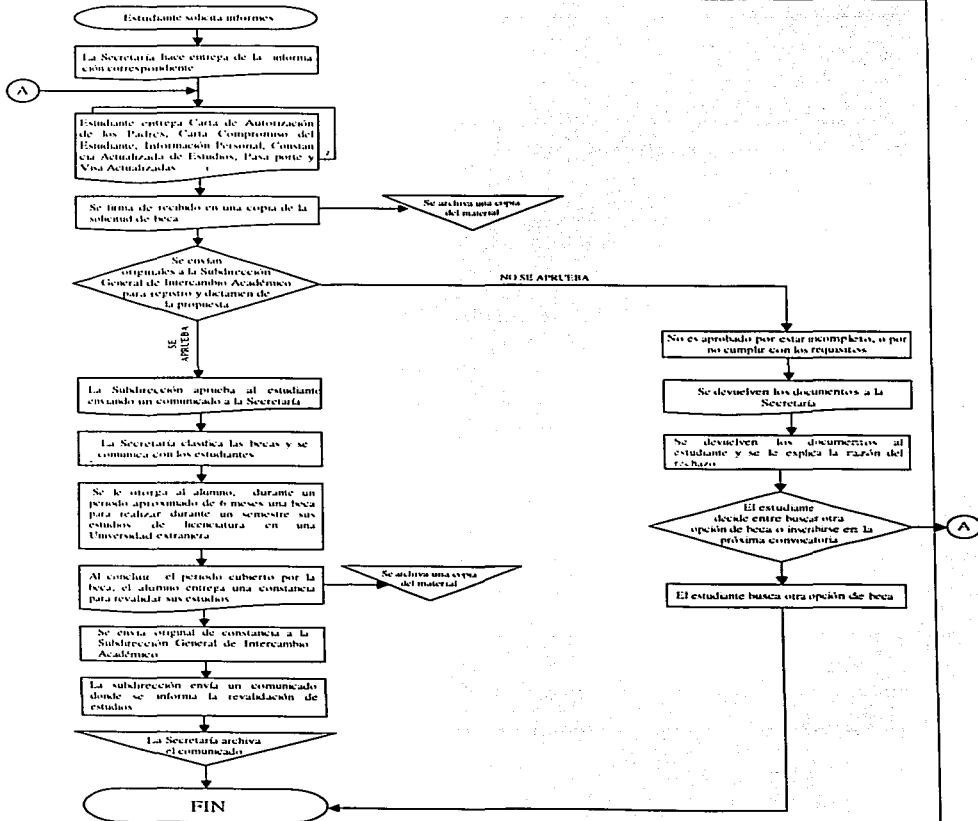 Estudiante solicita informes
La Secretaría hace entrega de la informa
ción correspondiente
A
Estudiante entrega Carta de Autorización
de los Padres, Carta Compromiso del
Estudiante, Información Personal, Constan
cia Actualizada de Estudios, Pasa porte y
Visa Actualizadas 1
2
Se firma de recibido en una copia de la
solicitud de beca
Se archiva una copia
del material
Se envían
originales a la Subdirección
General de Intercambio Académico
para registro y dictamen de
la propuesta
NO SE APRUEBA
SE
APRUEBA
La Subdirección aprueba al estudiante
enviando un comunicado a la Secretaría
La Secretaría clasifica las becas y se
comunica con los estudiantes
Se le otorga al alumno, durante un
periodo aproximado de 6 meses una beca
para realizar durante un semestre sus
estudios de licenciatura en una
Universidad extranjera
Al concluir el periodo cubierto por la
beca, el alumno entrega una constancia
para revalidar sus estudios
Se archiva una copia
del material
Se envía original de constancia a la
Subdirección General de Intercambio
Académico
La subdirección envía un comunicado
donde se informa la revalidación de
estudios
La Secretaría archiva
el comunicado
FIN
No es aprobado por estar incompleto, o por
no cumplir con los requisitos
Se devuelven los documentos a la
Secretaría
Se devuelven los documentos al
estudiante y se le explica la razón del
rechazo
El estudiante
decide entre buscar otra
opción de beca o inscribirse en la
próxima convocatoria
A
El estudiante busca otra opción de beca